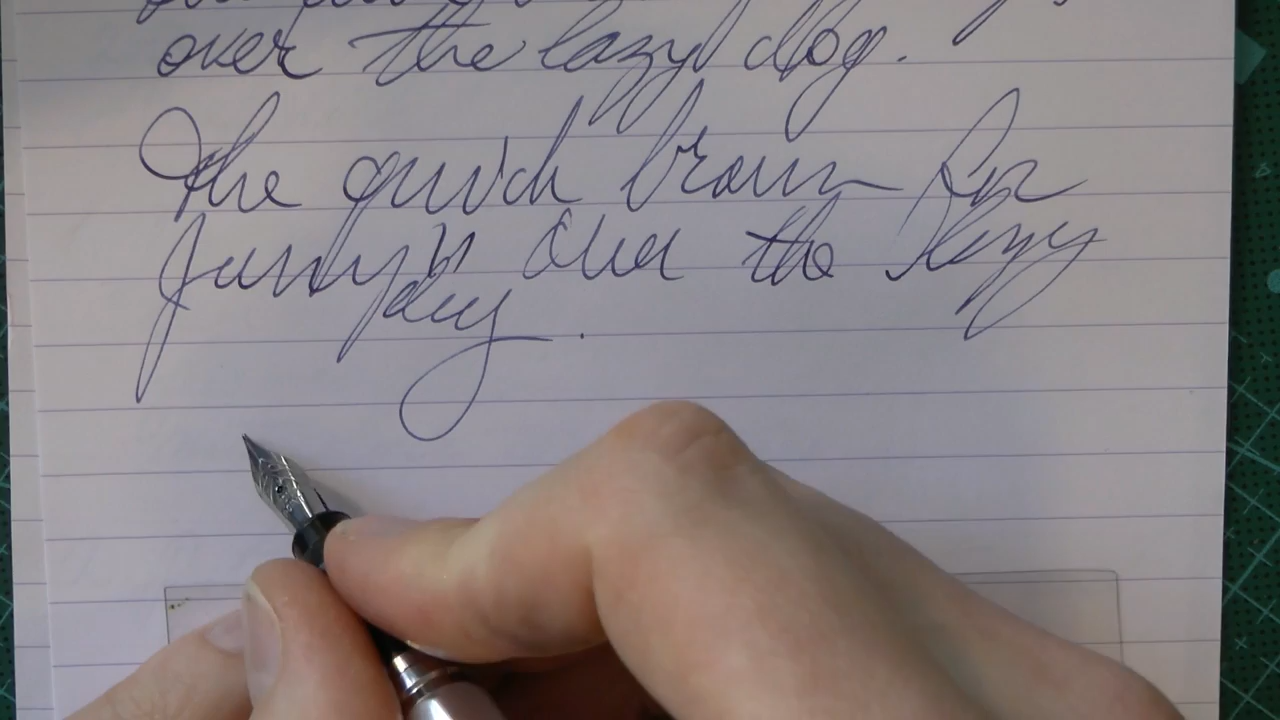 over the lazy dog.
The quick brown fox
jumps over the lazy
dog.